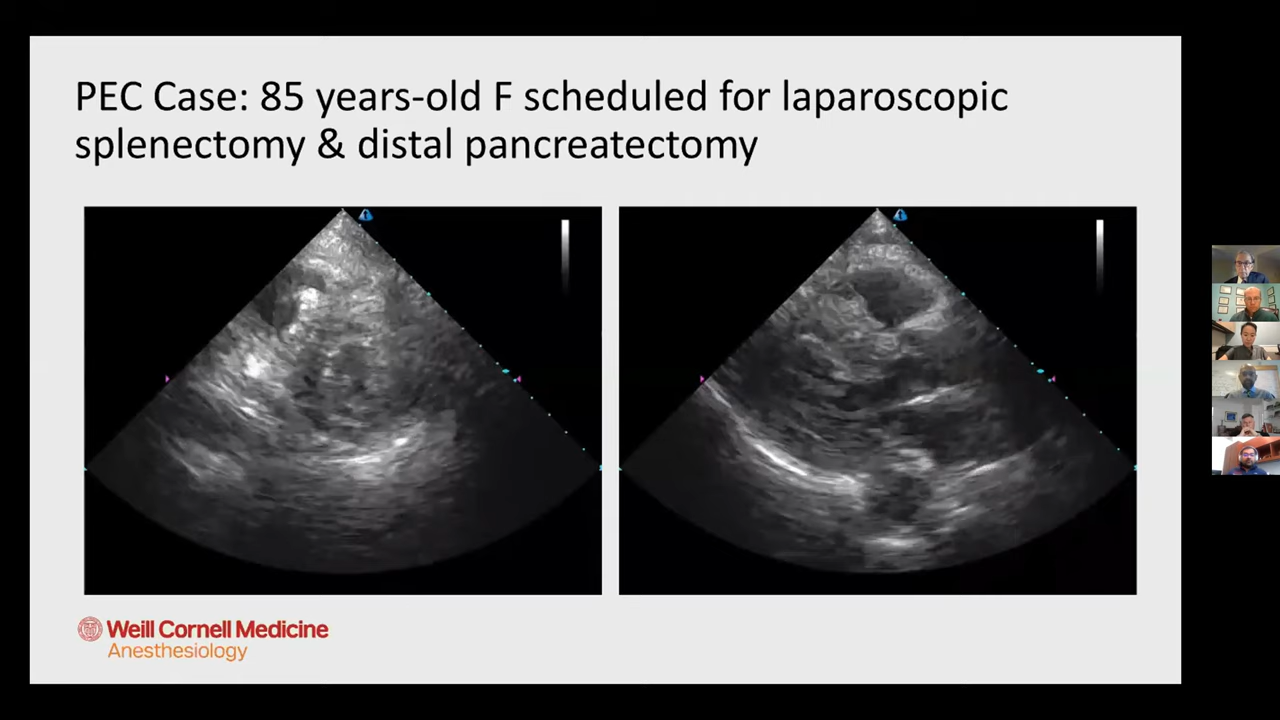 PEC Case: 85 years-old F scheduled for laparoscopic
splenectomy & distal pancreatectomy
Weill Cornell Medicine
Anesthesiology